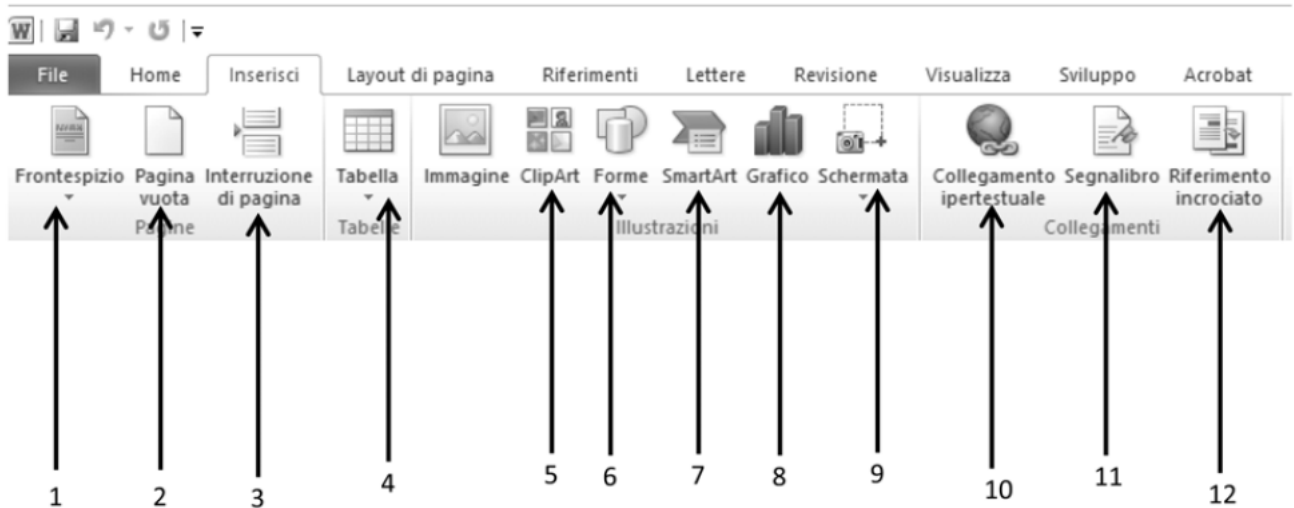 W
File Home Inserisci Layout di pagina Riferimenti Lettere Revisione Visualizza Sviluppo Acrobat
Frontespizio Pagina Interruzione Tabella Immagine ClipArt Forme SmartArt Grafico Schermata Collegamento Segnalibro Riferimento
vuota di pagina ipertestuale incrociato
Pagine Tabelle Illustrazioni Collegamenti
1 2 3 4 5 6 7 8 9 10 11 12